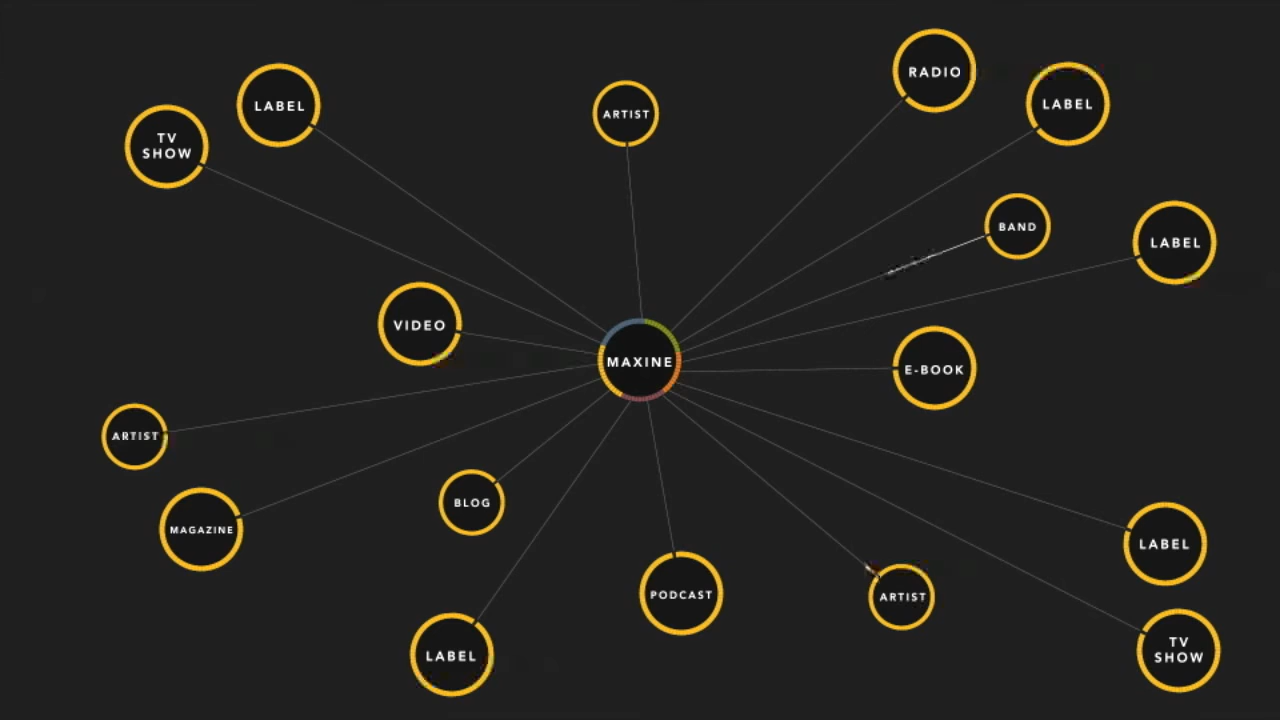 RADIO
LABEL
LABEL
ARTIST
TV
SHOW
BAND
LABEL
VIDEO
MAXINE
E-BOOK
ARTIST
BLOG
MAGAZINE
LABEL
PODCAST
ARTIST
LABEL
TV
SHOW